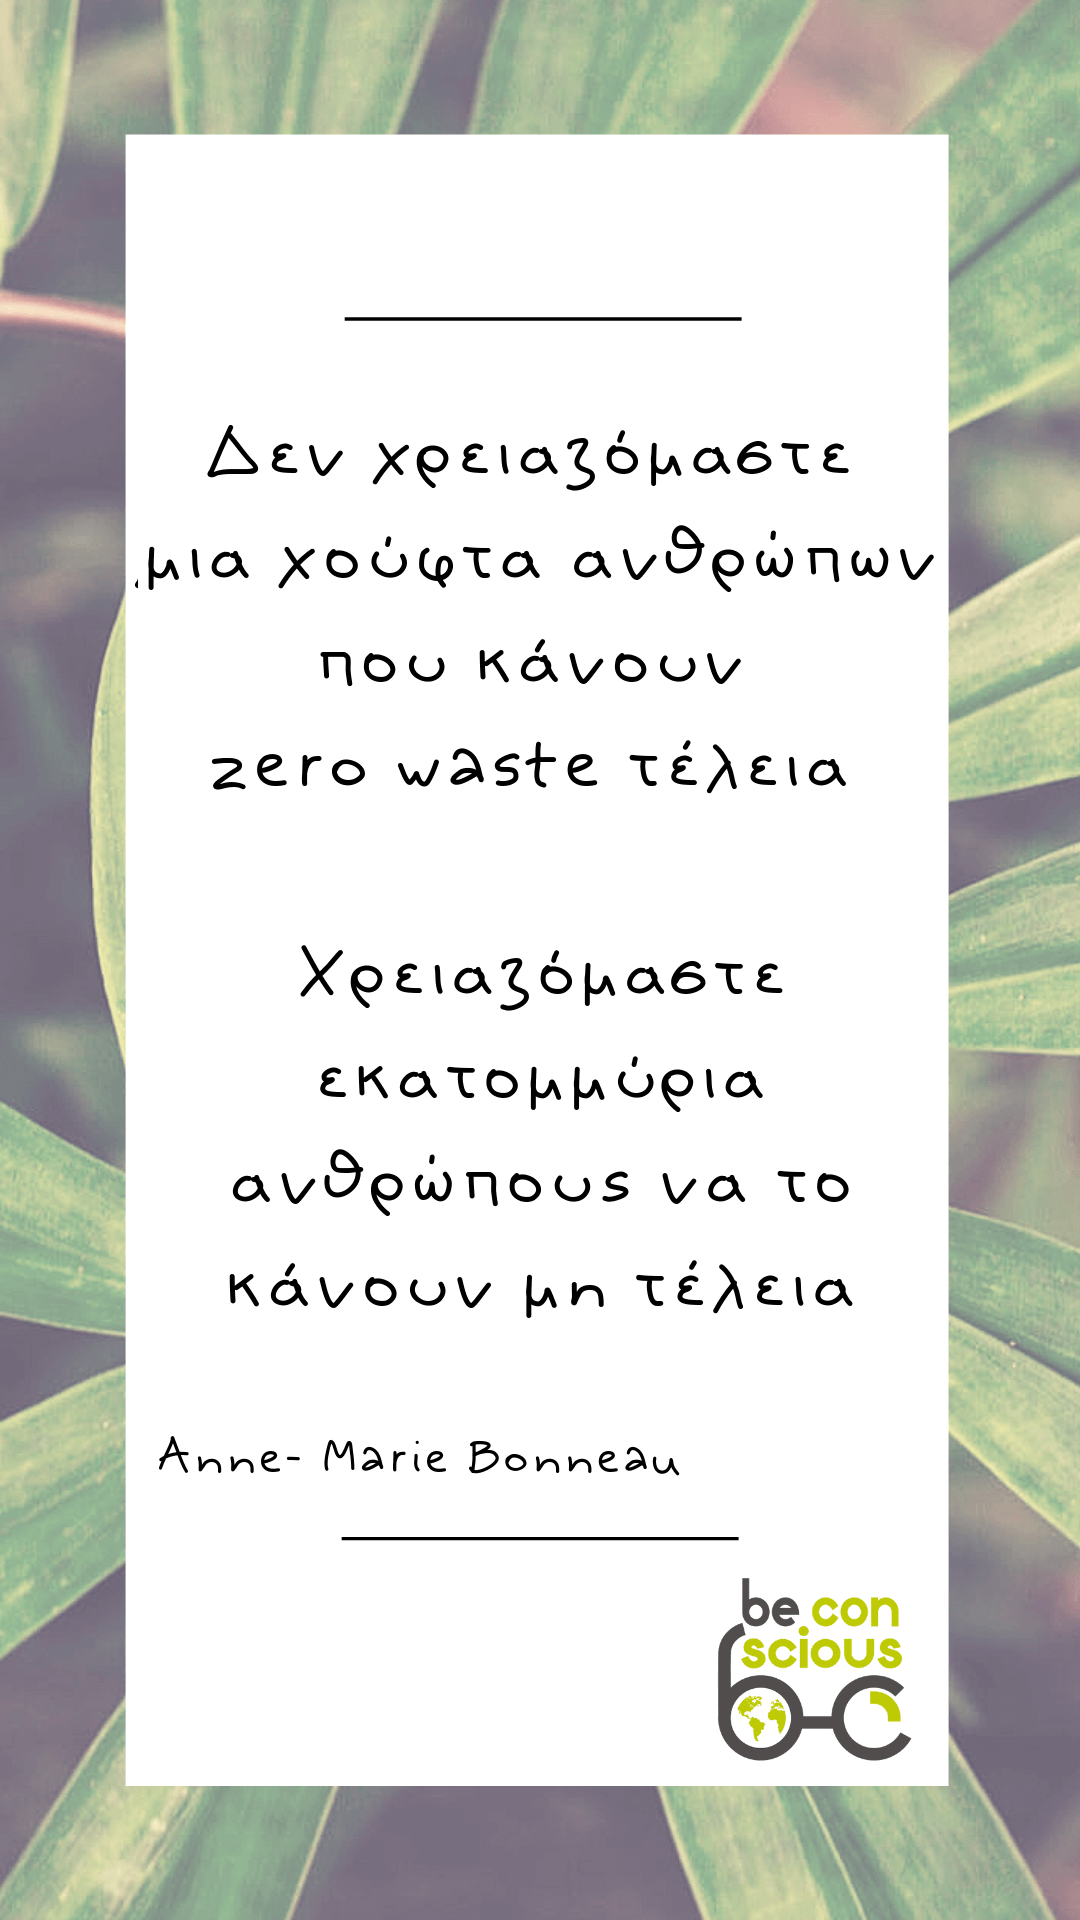 Δεν χρειαζόμαστε
μια χούφτα ανθρώπων
που κάνουν
zero waste τέλεια
Χρειαζόμαστε
εκατομμύρια
ανθρώπους να το
κάνουν μη τέλεια
Anne- Marie Bonneau
be con
scious
bc